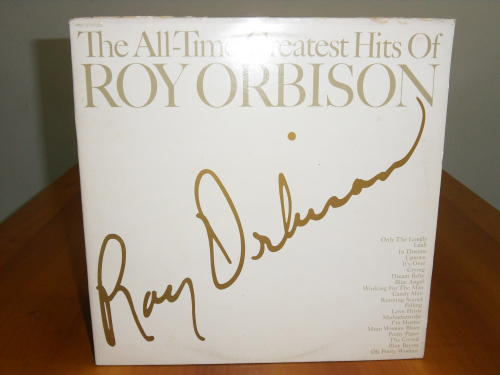 The All-Time Greatest Hits Of
ROY ORBISON
Roy Orbison
Only The Lonely
Leah
In Dreams
Uptown
It's Over
Crying
Dream Baby
Blue Angel
Working For The Man
Candy Man
Running Scared
Falling
Love Hurts
Shahdaroba
I'm Hurtin'
Mean Woman Blues
Pretty Paper
The Crowd
Blue Bayou
Oh Pretty Woman